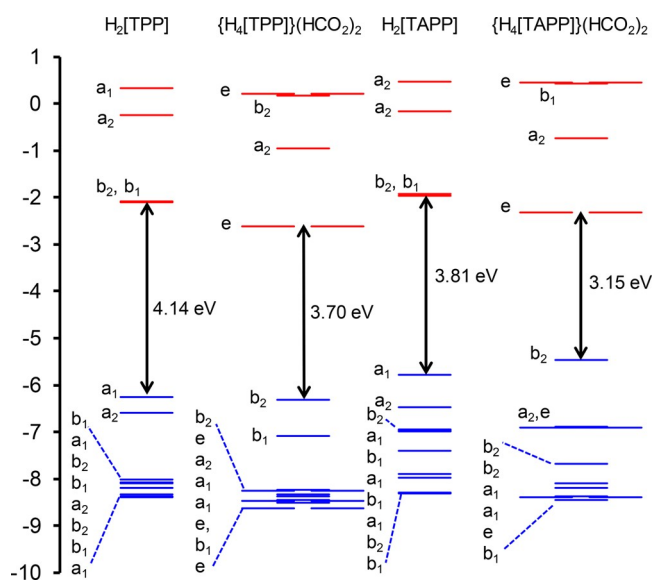 H₂[TPP] {H₄[TPP]}(HCO₂)₂ H₂[TAPP] {H₄[TAPP]}(HCO₂)₂
1
0
-1
-2
-3
-4
-5
-6
-7
-8
-9
-10
a₁
a₂
b₂, b₁
4.14 eV
a₁
a₂
b₁
a₁
b₂
b₁
a₂
b₂
b₁
a₁
e
b₂
a₂
e
3.70 eV
b₂
b₁
b₂
e
a₂
a₁
a₁
e,
b₁
e
a₂
a₂
b₂, b₁
3.81 eV
a₁
a₂
b₂
a₁
b₁
a₁
b₁
a₁
b₂
b₁
e
b₁
a₂
e
3.15 eV
b₂
a₂,e
b₂
b₂
a₁
a₁
e
b₁